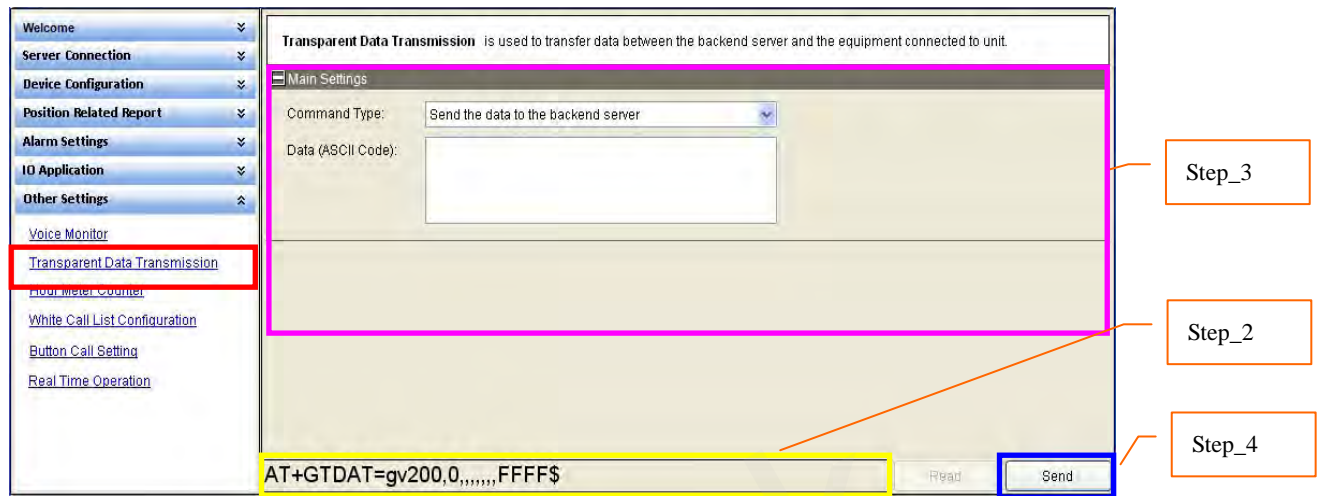 Welcome
Server Connection
Device Configuration
Position Related Report
Alarm Settings
IO Application
Other Settings
Voice Monitor
Transparent Data Transmission
Hour Meter Counter
White Call List Configuration
Button Call Setting
Real Time Operation
Transparent Data Transmission is used to transfer data between the backend server and the equipment connected to unit.
Main Settings
Command Type: Send the data to the backend server
Data (ASCII Code):
Step_3
Step_2
Step_4
AT+GTDAT=gv200,0,,,,,,,FFFF$
Read
Send